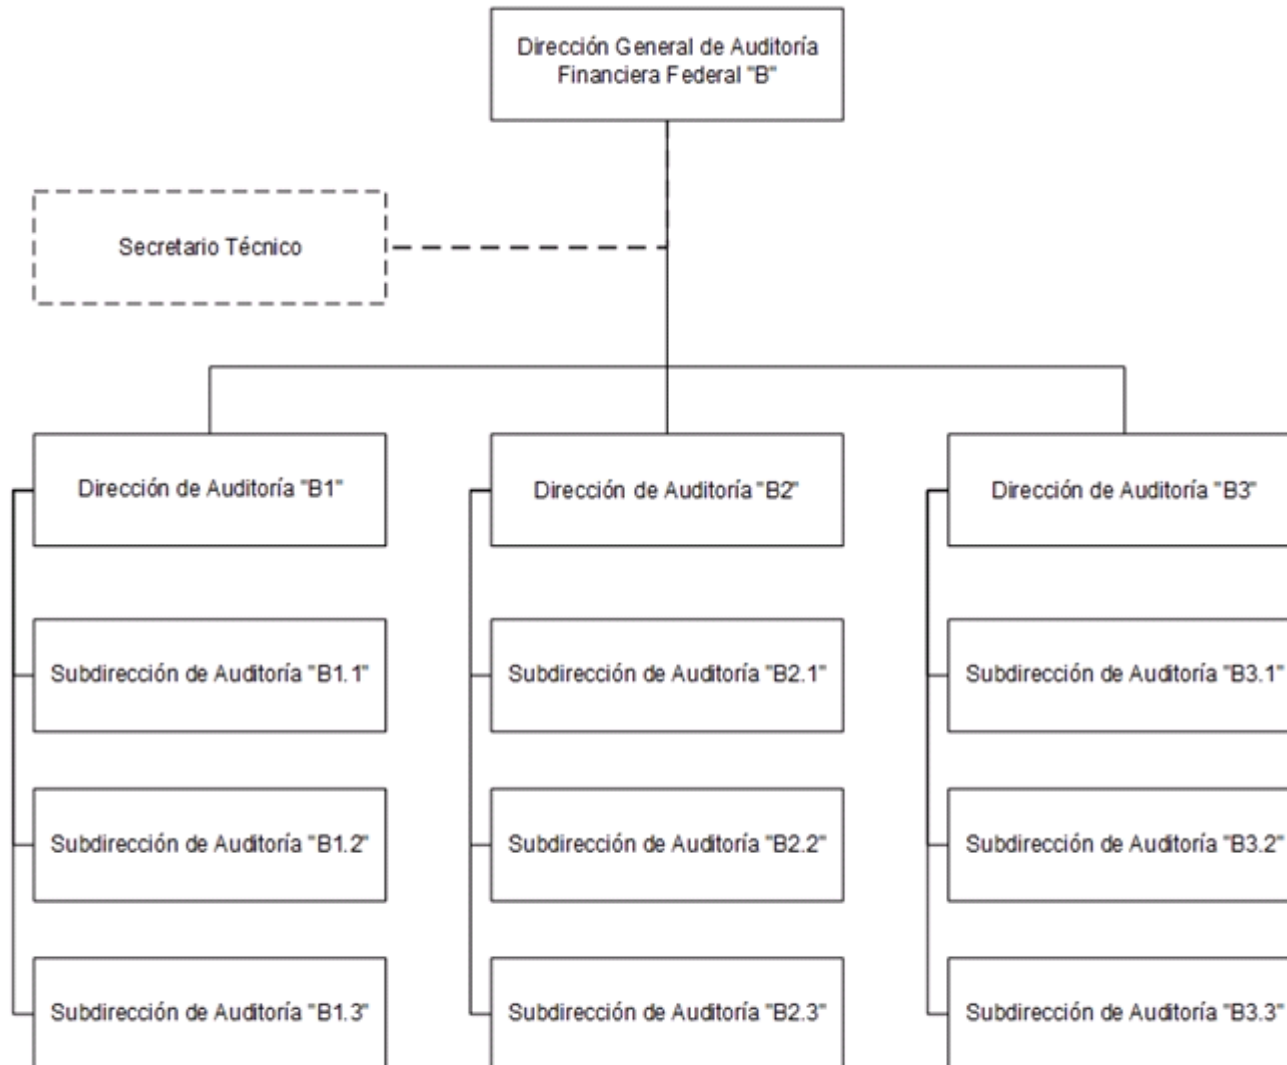 Dirección General de Auditoría
Financiera Federal "B"
Secretario Técnico
Dirección de Auditoría "B1"
Dirección de Auditoría "B2"
Dirección de Auditoría "B3"
Subdirección de Auditoría "B1.1"
Subdirección de Auditoría "B2.1"
Subdirección de Auditoría "B3.1"
Subdirección de Auditoría "B1.2"
Subdirección de Auditoría "B2.2"
Subdirección de Auditoría "B3.2"
Subdirección de Auditoría "B1.3"
Subdirección de Auditoría "B2.3"
Subdirección de Auditoría "B3.3"